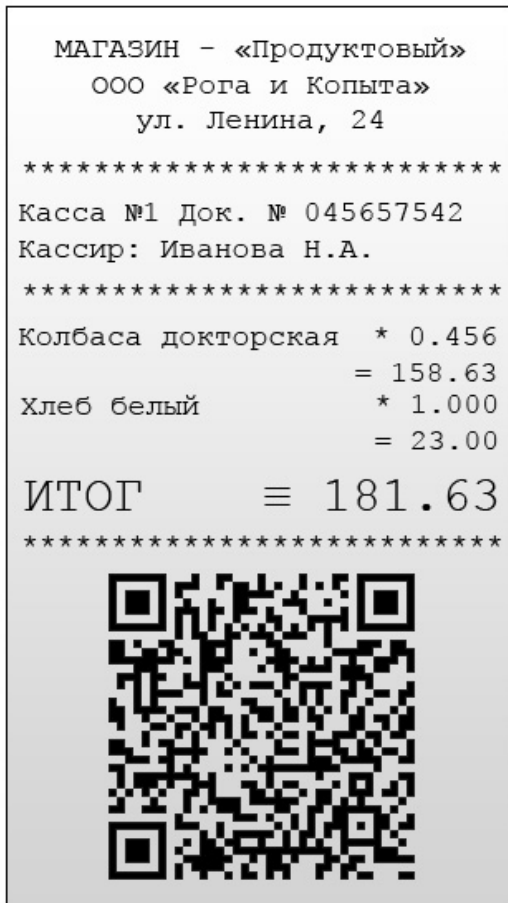 МАГАЗИН - «Продуктовый»
ООО «Рога и Копыта»
ул. Ленина, 24
***************************
Касса №1 Док. № 045657542
Кассир: Иванова Н.А.
***************************
Колбаса докторская * 0.456
= 158.63
Хлеб белый * 1.000
= 23.00
ИТОГ ≡ 181.63
***************************